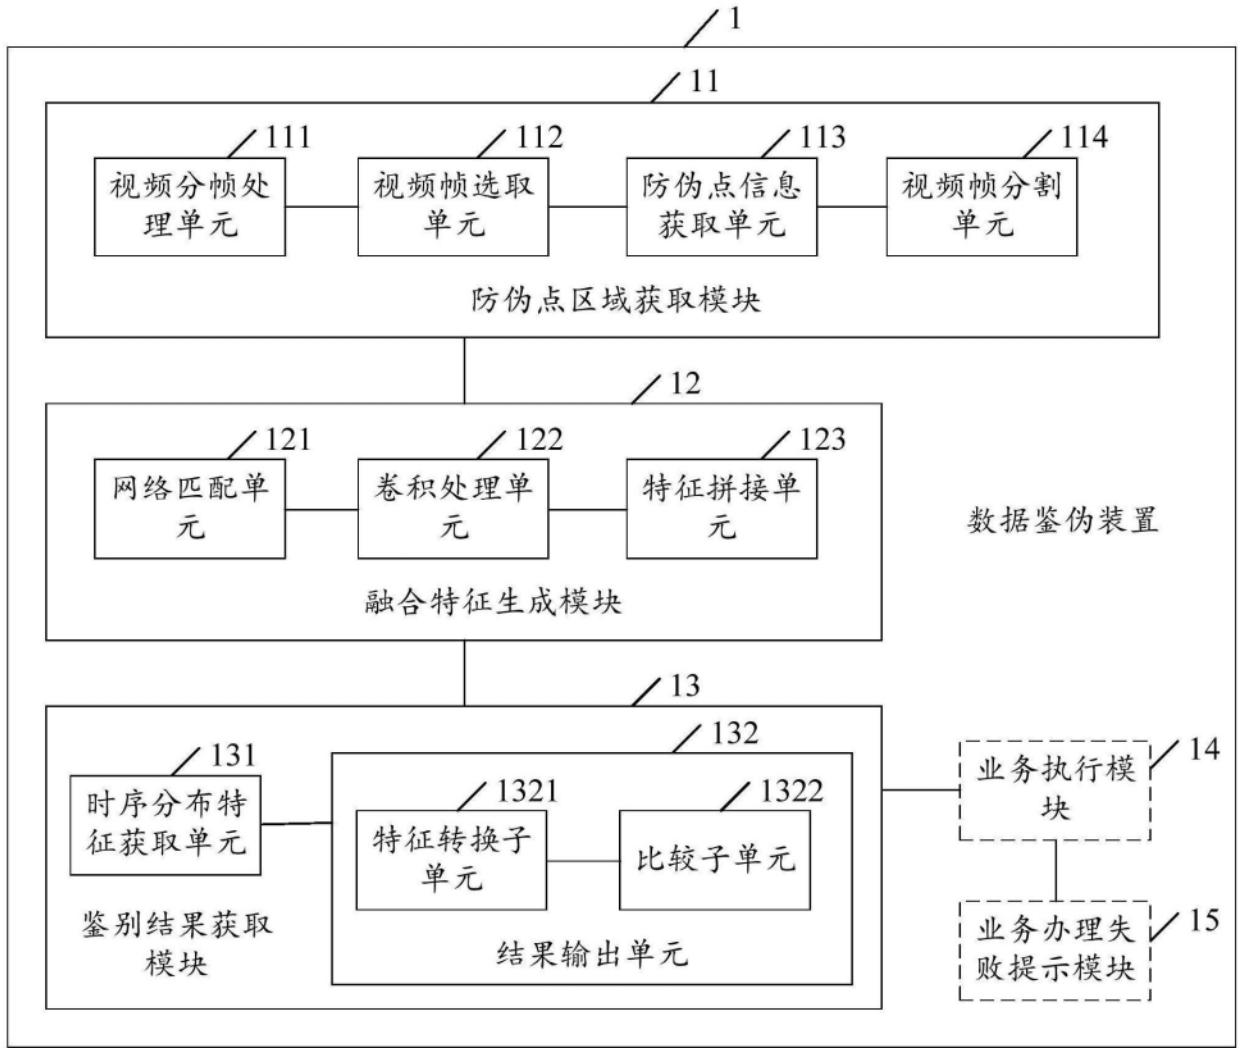 1
11
111
112
113
114
视频分帧处
理单元
视频帧选取
单元
防伪点信息
获取单元
视频帧分割
单元
防伪点区域获取模块
12
121
122
123
网络匹配单
元
卷积处理单
元
特征拼接单
元
数据鉴伪装置
融合特征生成模块
13
131
132
时序分布特
征获取单元
1321
1322
特征转换子
单元
比较子单元
14
业务执行模
块
鉴别结果获取
模块
结果输出单元
15
业务办理失
败提示模块